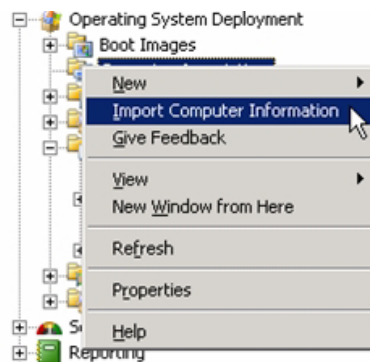 Operating System Deployment
Boot Images
New
Import Computer Information
Give Feedback
View
New Window from Here
Refresh
Properties
Help
Reporting